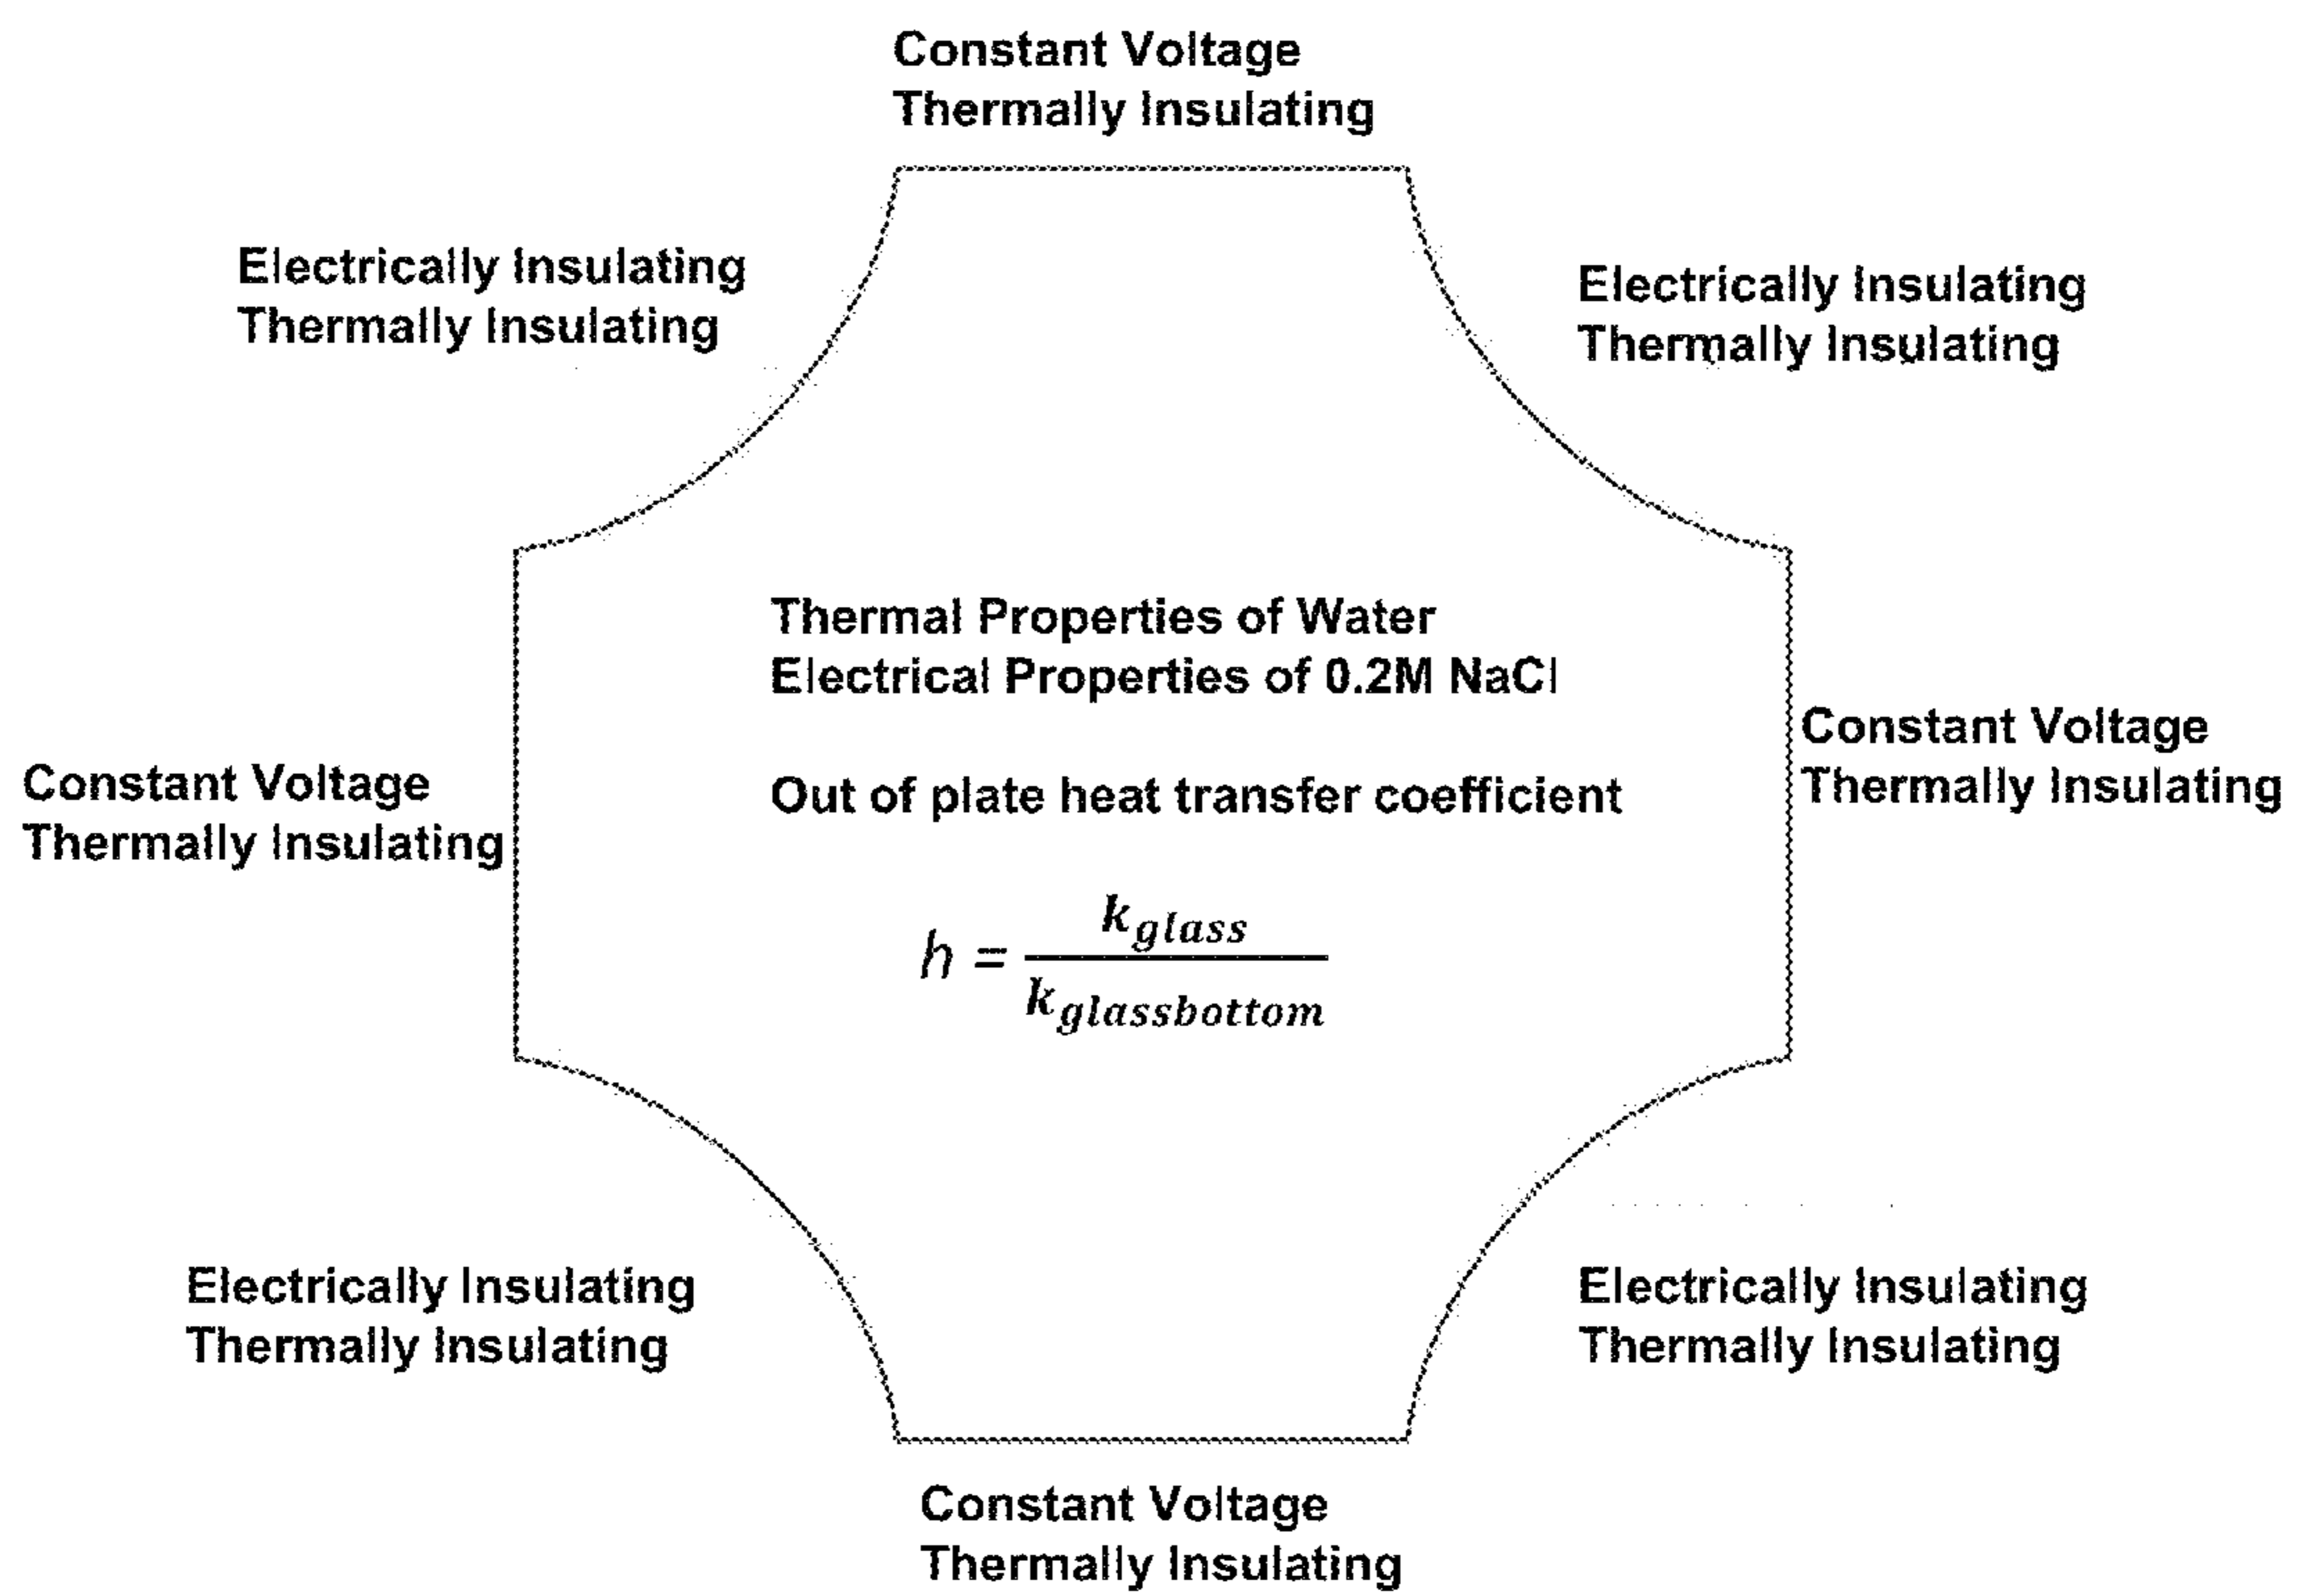 Constant Voltage
Thermally Insulating
Electrically Insulating
Thermally Insulating
Electrically Insulating
Thermally Insulating
Thermal Properties of Water
Electrical Properties of 0.2M NaCl
Constant Voltage
Thermally Insulating
Constant Voltage
Thermally Insulating
Out of plate heat transfer coefficient
h = k_glass / k_glassbottom
Electrically Insulating
Thermally Insulating
Electrically Insulating
Thermally Insulating
Constant Voltage
Thermally Insulating